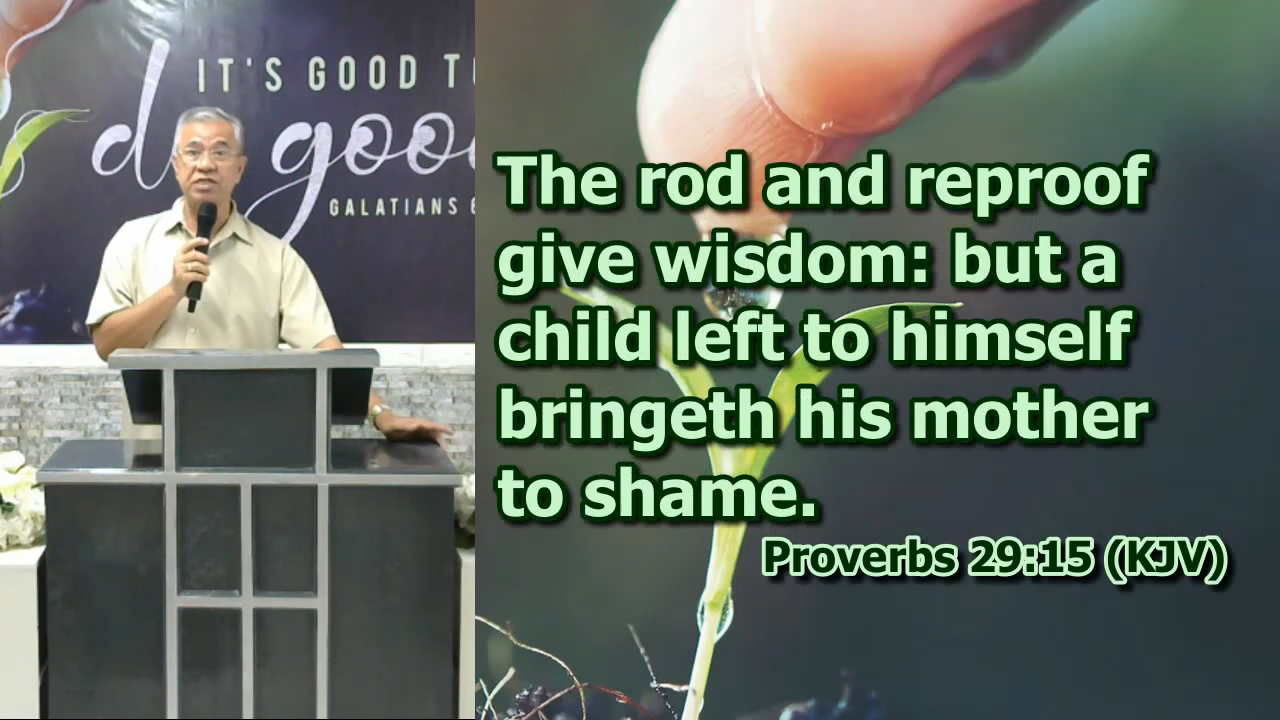 IT'S GOOD
do good
GALATIANS
The rod and reproof
give wisdom: but a
child left to himself
bringeth his mother
to shame.
Proverbs 29:15 (KJV)